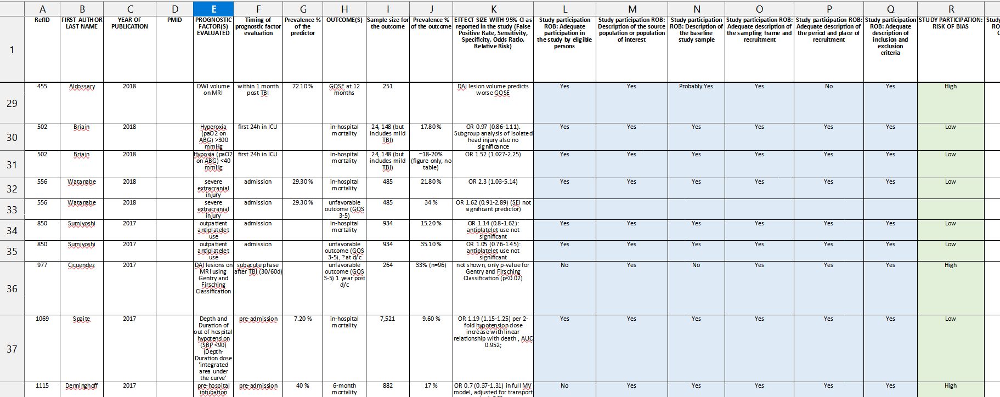 A B C D E F G H I J K L M N O P Q R
1 RefID FIRST AUTHOR LAST NAME YEAR OF PUBLICATION PMID PROGNOSTIC FACTOR(S) EVALUATED Timing of prognostic factor evaluation Prevalence % of the predictor OUTCOME(S) Sample size for the outcome Prevalence % of the outcome EFFECT SIZE WITH 95% CI as reported in the study (False Positive Rate, Sensitivity, Specificity, Odds Ratio, Relative Risk) Study participation ROB: Adequate participation in the study by eligible persons Study participation ROB: Description of the source population or population of interest Study participation ROB: Description of the baseline study sample Study participation ROB: Adequate description of the sampling frame and recruitment Study participation ROB: Adequate description of the period and place of recruitment Study participation ROB: Adequate description of inclusion and exclusion criteria STUDY PARTICIPATION: RISK OF BIAS
29 455 Aldossary 2018 DWI volume on MRI within 1 month post TBI 72.10% GOSE at 12 months 251 DAI lesion volume predicts worse GOSE Yes Yes Probably Yes Yes No Yes High
30 502 Briain 2018 Hyperoxia (paO2 on ABG) >300 mmHg first 24h in ICU in-hospital mortality 24, 148 (but includes mild TBI) 17.80% OR 0.97 (0.86-1.11). Subgroup analysis of isolated head injury also no significance Yes Yes Yes Yes Yes Yes Low
31 502 Briain 2018 Hypoxia (paO2 on ABG) <40 mmHg first 24h in ICU in-hospital mortality 24, 148 (but includes mild TBI) ~18-20% (figure only, no table) OR 1.52 (1.027-2.25) Yes Yes Yes Yes Yes Yes Low
32 556 Watanabe 2018 severe extracranial injury admission 29.30% in-hospital mortality 485 21.80% OR 2.3 (1.03-5.14) Yes Yes Yes Yes Yes Yes Low
33 556 Watanabe 2018 severe extracranial injury admission 29.30% unfavorable outcome (GOS 3-5) 485 34 % OR 1.62 (0.91-2.89) (SEI not significant predictor)
34 850 Sumiyoshi 2017 outpatient antiplatelet use admission in-hospital mortality 934 15.20% OR 1.14 (0.8-1.62): antiplatelet use not significant Yes Yes Yes Yes Yes Yes Low
35 850 Sumiyoshi 2017 outpatient antiplatelet use admission unfavorable outcome (GOS 3-5), ? at d/c 934 35.10% OR 1.05 (0.76-1.45): antiplatelet use not significant Yes Yes Yes Yes Yes Yes Low
36 977 Cicuendez 2017 DAI lesions on MRI using Gentry and Firsching Classification subacute phase after TBI (30/60d) unfavorable outcome (GOS 3-5) 1 year post d/c 264 33% (n=96) not shown, only p-value for Gentry and Firsching Classification (p<0.02) No Yes No Yes Yes Yes High
37 1069 Spaite 2017 Depth and Duration of out of hospital hypotension (SBP <90) (Depth-Duration dose 'integrated area under the curve' pre-admission 7.20 % in-hospital mortality 7,521 9.60 % OR 1.19 (1.15-1.25) per 2-fold hypotension dose increase with linear relationship with death , AUC 0.952; Yes Yes Yes Yes Yes Yes Low
1115 Denninghoff 2017 pre-hospital intubation pre-admission 40 % 6-month mortality 882 17 % OR 0.7 (0.37-1.31) in full MV model, adjusted for transport No Yes Yes Yes Yes Yes High